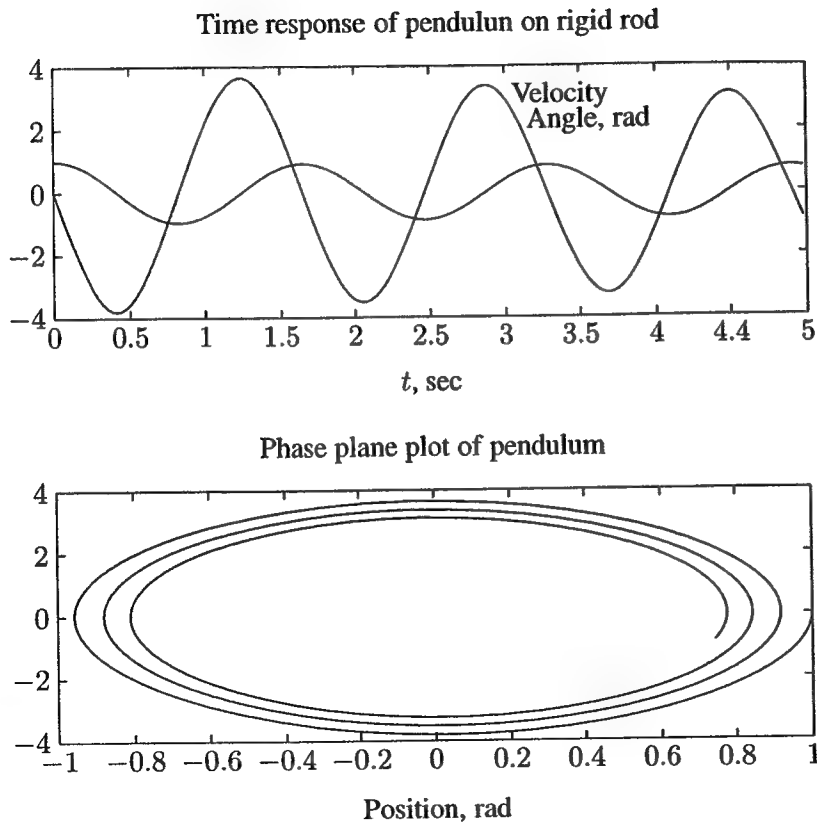 Time response of pendulun on rigid rod
4
2
0
−2
−4
Velocity
Angle, rad
0 0.5 1 1.5 2 2.5 3 3.5 4 4.4 5
t, sec
Phase plane plot of pendulum
4
2
0
−2
−4
−1 −0.8 −0.6 −0.4 −0.2 0 0.2 0.4 0.6 0.8 1
Position, rad